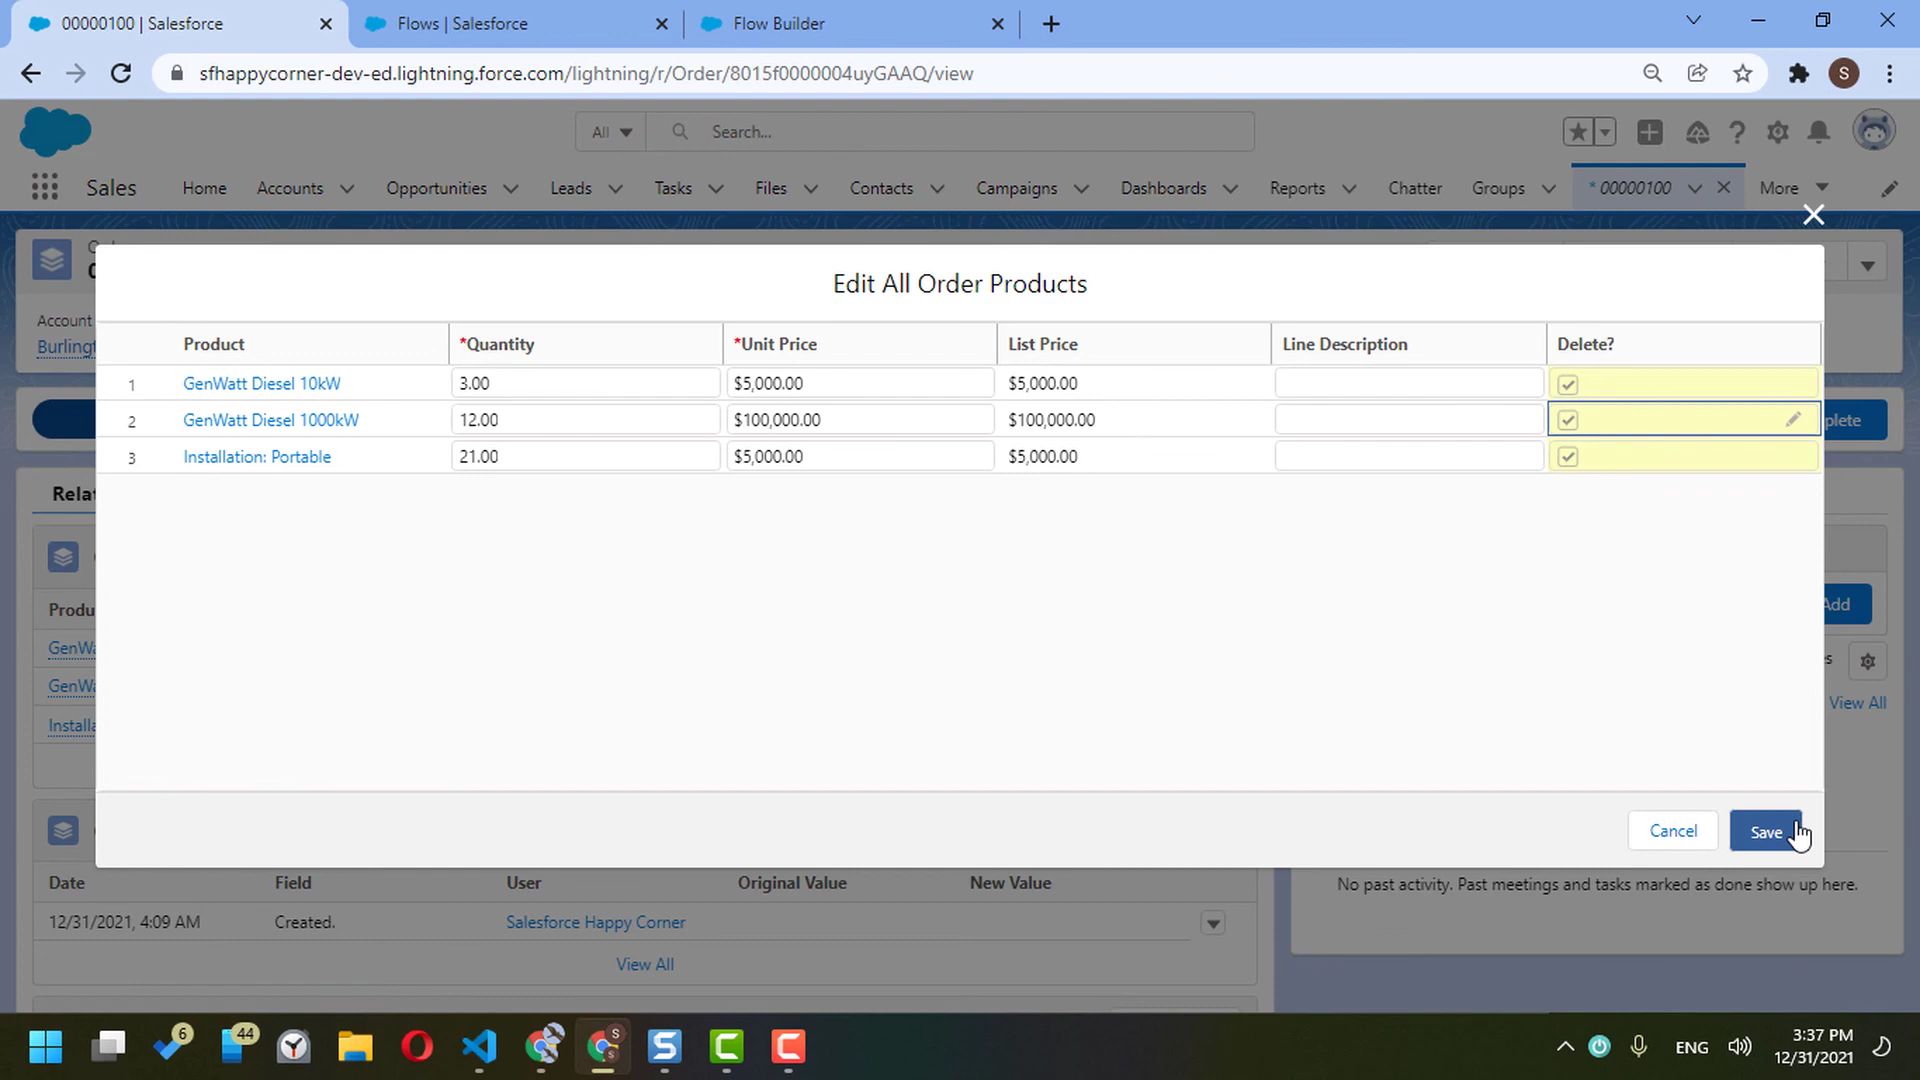 00000100 | Salesforce
Flows | Salesforce
Flow Builder
sfhappycorner-dev-ed.lightning.force.com/lightning/r/Order/8015f0000004uyGAAQ/view
S
All
Search...
Sales
Home
Accounts
Opportunities
Leads
Tasks
Files
Contacts
Campaigns
Dashboards
Reports
Chatter
Groups
* 00000100
More
Account
Burling
Edit All Order Products
Product
*Quantity
*Unit Price
List Price
Line Description
Delete?
1
GenWatt Diesel 10kW
3.00
$5,000.00
$5,000.00
2
GenWatt Diesel 1000kW
12.00
$100,000.00
$100,000.00
plete
3
Installation: Portable
21.00
$5,000.00
$5,000.00
Relat
Produ
Add
GenWa
GenWa
Installa
View All
Cancel
Save
Date
Field
User
Original Value
New Value
12/31/2021, 4:09 AM
Created.
Salesforce Happy Corner
View All
No past activity. Past meetings and tasks marked as done show up here.
6
44
S
S
S
C
C
ENG
3:37 PM
12/31/2021